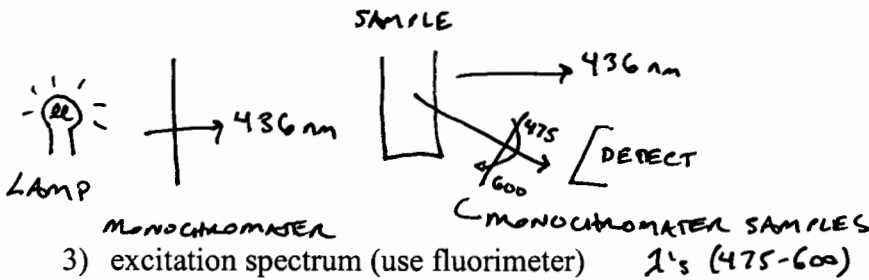 SAMPLE
436 nm
436 nm
475
600
DETECT
LAMP
MONOCHROMATER
MONOCHROMATER SAMPLES
λ's (475-600)
3) excitation spectrum (use fluorimeter)